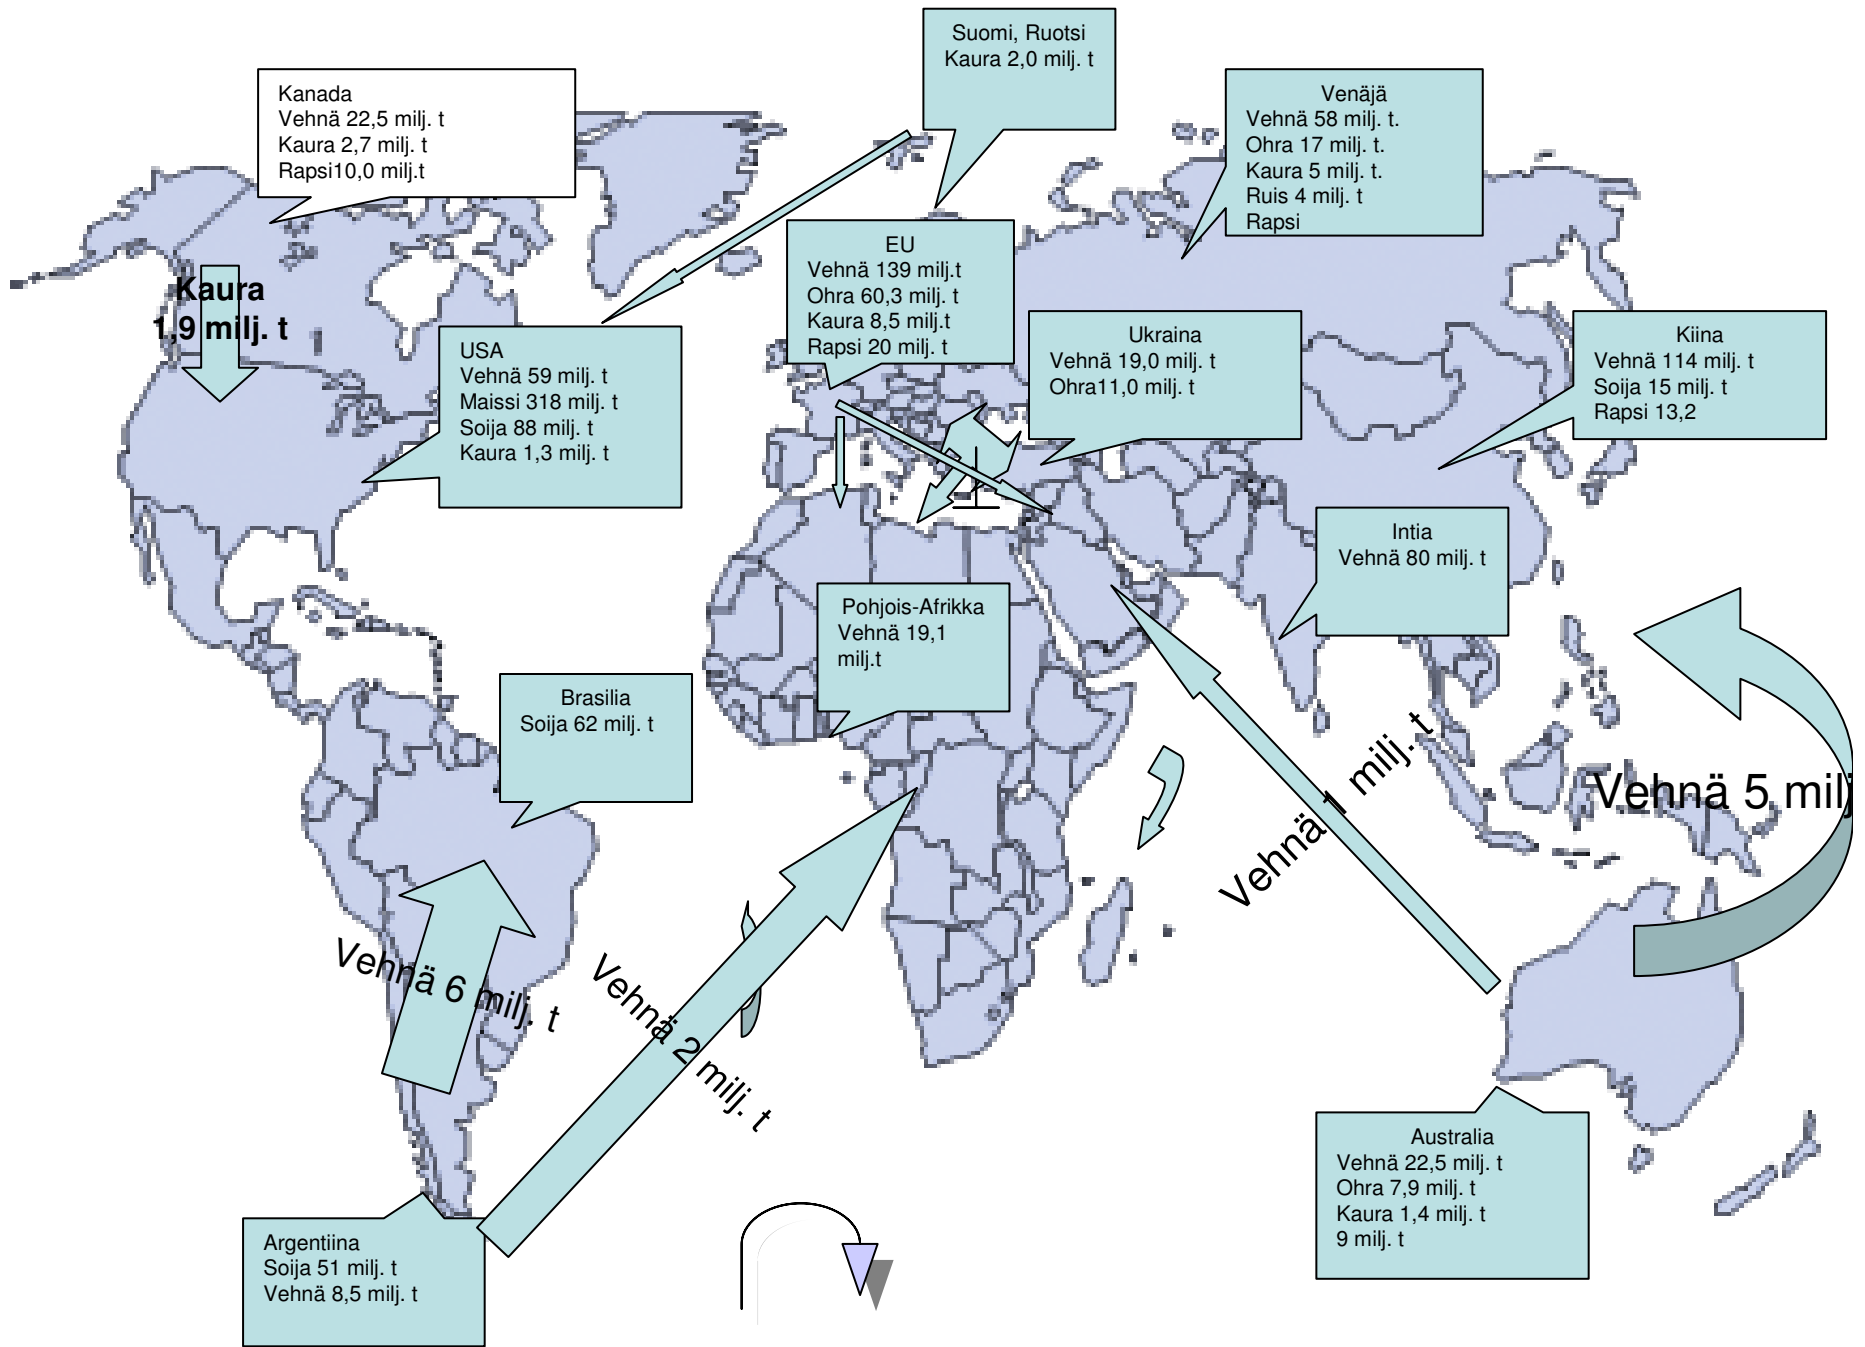 Suomi, Ruotsi
Kaura 2,0 milj. t
Kanada
Vehnä 22,5 milj. t
Kaura 2,7 milj. t
Rapsi10,0 milj.t
Venäjä
Vehnä 58 milj. t.
Ohra 17 milj. t.
Kaura 5 milj. t.
Ruis 4 milj. t
Rapsi
EU
Vehnä 139 milj.t
Ohra 60,3 milj. t
Kaura 8,5 milj.t
Rapsi 20 milj. t
Kaura
1,9 milj. t
USA
Vehnä 59 milj. t
Maissi 318 milj. t
Soija 88 milj. t
Kaura 1,3 milj. t
Ukraina
Vehnä 19,0 milj. t
Ohra11,0 milj. t
Kiina
Vehnä 114 milj. t
Soija 15 milj. t
Rapsi 13,2
Intia
Vehnä 80 milj. t
Pohjois-Afrikka
Vehnä 19,1
milj.t
Brasilia
Soija 62 milj. t
Vehnä 1 milj. t
Vehnä 5 milj
Vehnä 6 milj. t
Vehnä 2 milj. t
Argentiina
Soija 51 milj. t
Vehnä 8,5 milj. t
Australia
Vehnä 22,5 milj. t
Ohra 7,9 milj. t
Kaura 1,4 milj. t
9 milj. t